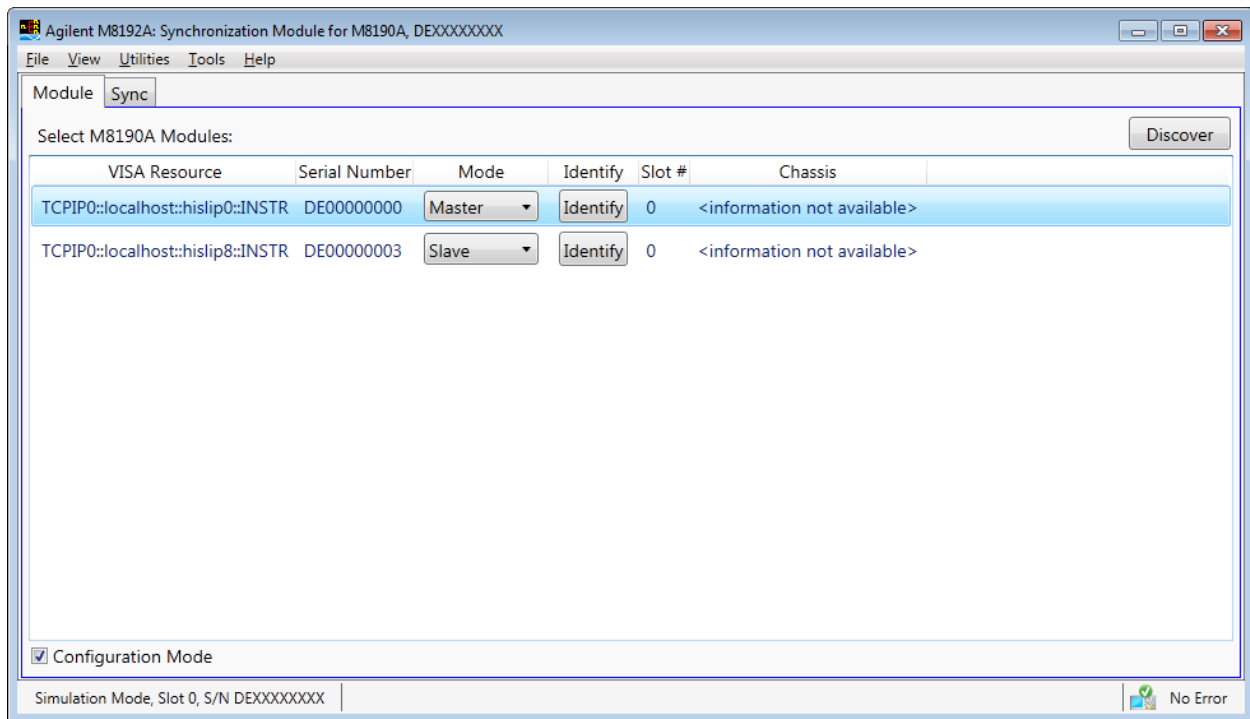 Agilent M8192A: Synchronization Module for M8190A, DEXXXXXXXX
File View Utilities Tools Help
Module Sync
Select M8190A Modules: Discover
VISA Resource Serial Number Mode Identify Slot # Chassis
TCPIP0::localhost::hislip0::INSTR DE00000000 Master Identify 0 <information not available>
TCPIP0::localhost::hislip8::INSTR DE00000003 Slave Identify 0 <information not available>
Configuration Mode
Simulation Mode, Slot 0, S/N DEXXXXXXXX No Error